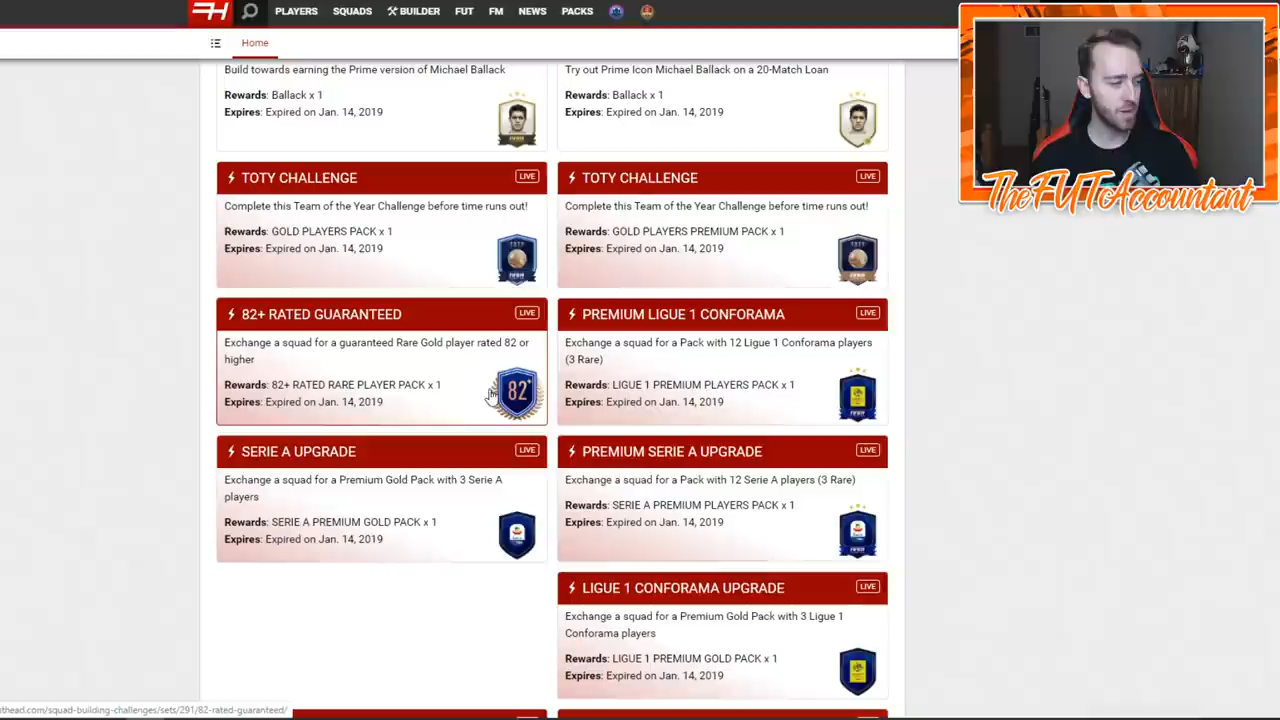 FH PLAYERS SQUADS BUILDER FUT FM NEWS PACKS
Home
Build towards earning the Prime version of Michael Ballack
Rewards: Ballack x 1
Expires: Expired on Jan. 14, 2019
Try out Prime Icon Michael Ballack on a 20-Match Loan
Rewards: Ballack x 1
Expires: Expired on Jan. 14, 2019
TOTY CHALLENGE LIVE
Complete this Team of the Year Challenge before time runs out!
Rewards: GOLD PLAYERS PACK x 1
Expires: Expired on Jan. 14, 2019
TOTY CHALLENGE LIVE
Complete this Team of the Year Challenge before time runs out!
Rewards: GOLD PLAYERS PREMIUM PACK x 1
Expires: Expired on Jan. 14, 2019
82+ RATED GUARANTEED LIVE
Exchange a squad for a guaranteed Rare Gold player rated 82 or
higher
Rewards: 82+ RATED RARE PLAYER PACK x 1
Expires: Expired on Jan. 14, 2019
82+
PREMIUM LIGUE 1 CONFORAMA LIVE
Exchange a squad for a Pack with 12 Ligue 1 Conforama players
(3 Rare)
Rewards: LIGUE 1 PREMIUM PLAYERS PACK x 1
Expires: Expired on Jan. 14, 2019
SERIE A UPGRADE LIVE
Exchange a squad for a Premium Gold Pack with 3 Serie A
players
Rewards: SERIE A PREMIUM GOLD PACK x 1
Expires: Expired on Jan. 14, 2019
PREMIUM SERIE A UPGRADE LIVE
Exchange a squad for a Pack with 12 Serie A players (3 Rare)
Rewards: SERIE A PREMIUM PLAYERS PACK x 1
Expires: Expired on Jan. 14, 2019
LIGUE 1 CONFORAMA UPGRADE LIVE
Exchange a squad for a Premium Gold Pack with 3 Ligue 1
Conforama players
Rewards: LIGUE 1 PREMIUM GOLD PACK x 1
Expires: Expired on Jan. 14, 2019
thead.com/squad-building-challenges/sets/291/82-rated-guaranteed/
TheFUTAccountant